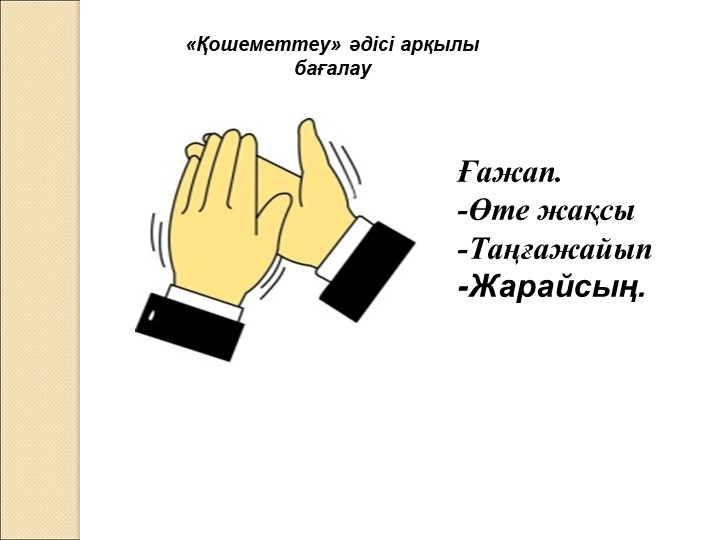 «Қошеметтеу» әдісі арқылы
бағалау
Ғажап.
-Өте жақсы
-Таңғажайып
-Жарайсың.